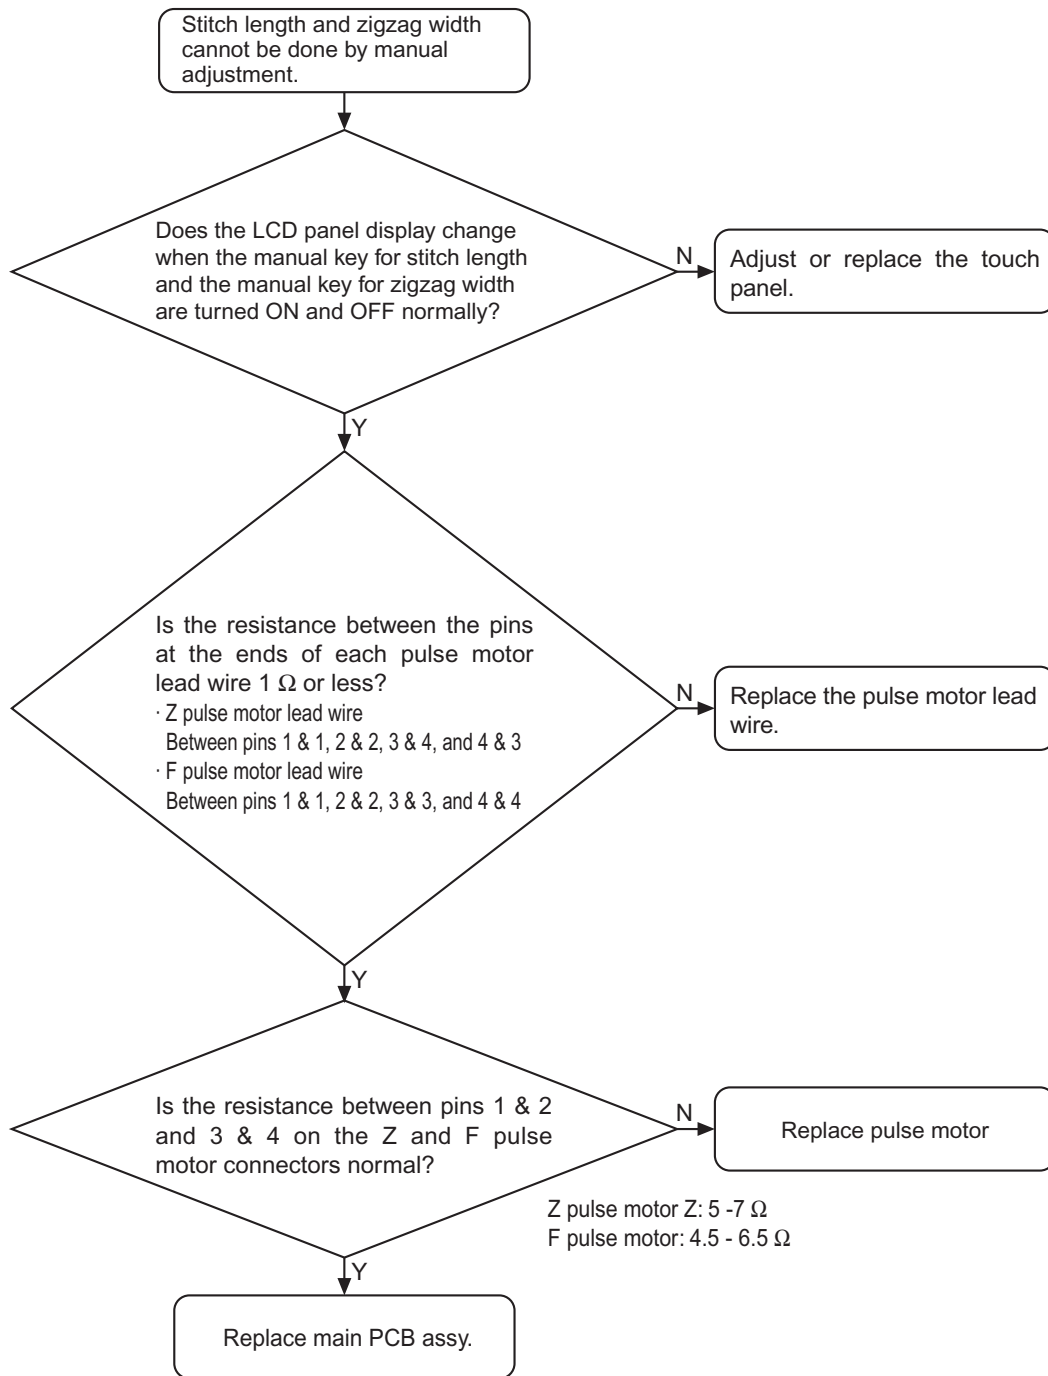 Stitch length and zigzag width
cannot be done by manual
adjustment.
Does the LCD panel display change
when the manual key for stitch length
and the manual key for zigzag width
are turned ON and OFF normally?
N
Adjust or replace the touch
panel.
Y
Is the resistance between the pins
at the ends of each pulse motor
lead wire 1 Ω or less?
· Z pulse motor lead wire
Between pins 1 & 1, 2 & 2, 3 & 4, and 4 & 3
· F pulse motor lead wire
Between pins 1 & 1, 2 & 2, 3 & 3, and 4 & 4
N
Replace the pulse motor lead
wire.
Y
Is the resistance between pins 1 & 2
and 3 & 4 on the Z and F pulse
motor connectors normal?
N
Replace pulse motor
Z pulse motor Z: 5 -7 Ω
F pulse motor: 4.5 - 6.5 Ω
Y
Replace main PCB assy.